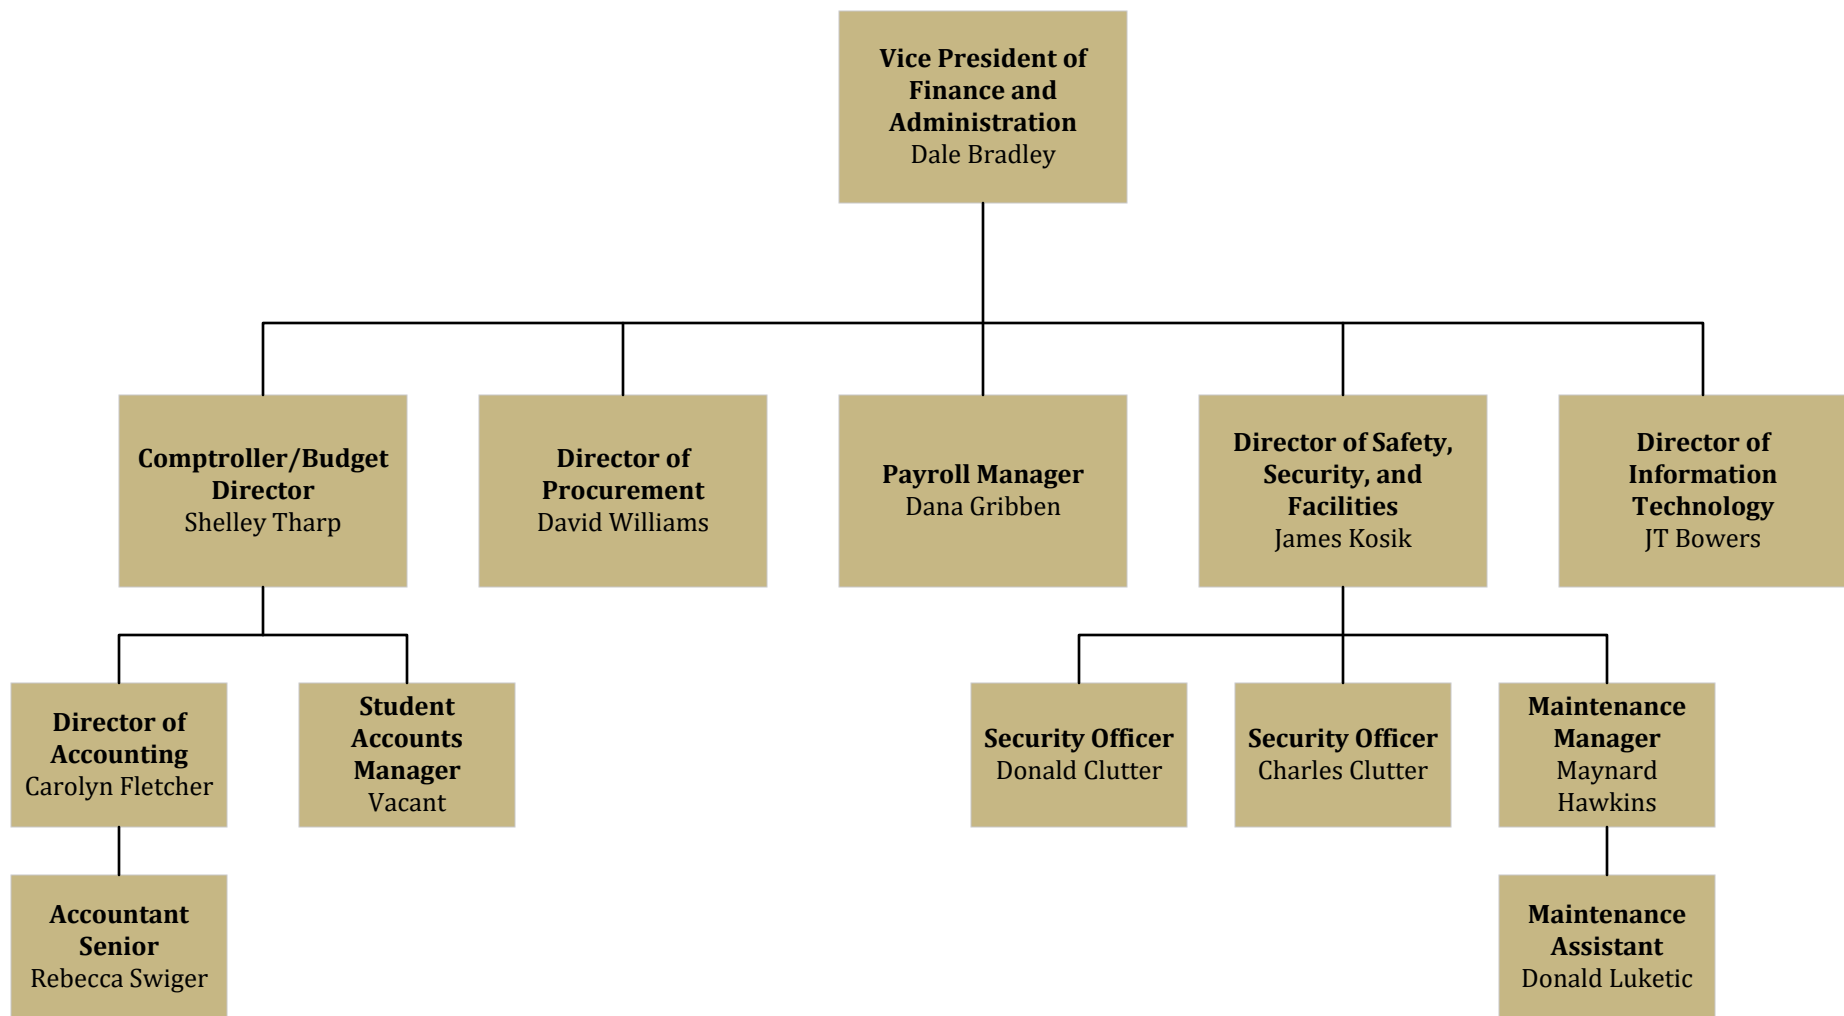 Vice President of
Finance and
Administration
Dale Bradley
Comptroller/Budget
Director
Shelley Tharp
Director of
Procurement
David Williams
Payroll Manager
Dana Gribben
Director of Safety,
Security, and
Facilities
James Kosik
Director of
Information
Technology
JT Bowers
Director of
Accounting
Carolyn Fletcher
Student
Accounts
Manager
Vacant
Security Officer
Donald Clutter
Security Officer
Charles Clutter
Maintenance
Manager
Maynard
Hawkins
Accountant
Senior
Rebecca Swiger
Maintenance
Assistant
Donald Luketic